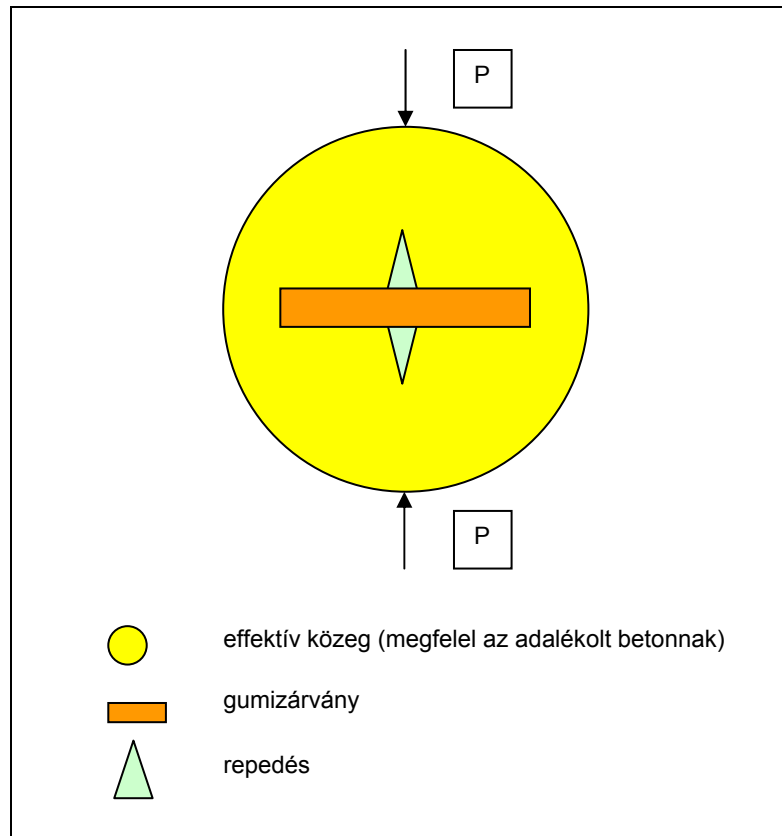 P
P
effektív közeg (megfelel az adalékolt betonnak)
gumizárvány
repedés